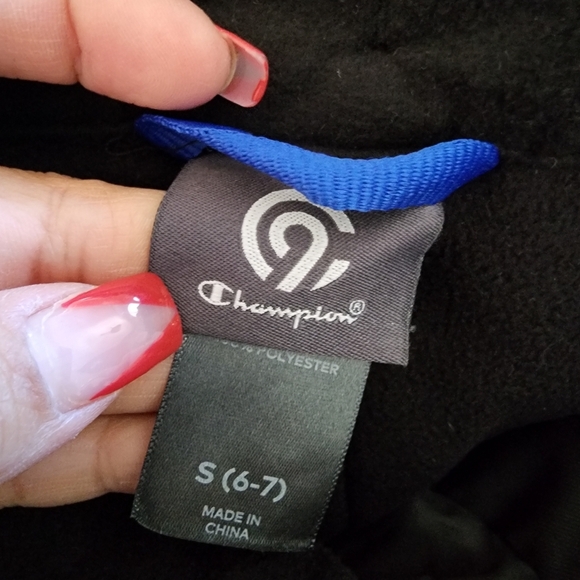 Champion®
% POLYESTER
S (6-7)
MADE IN
CHINA